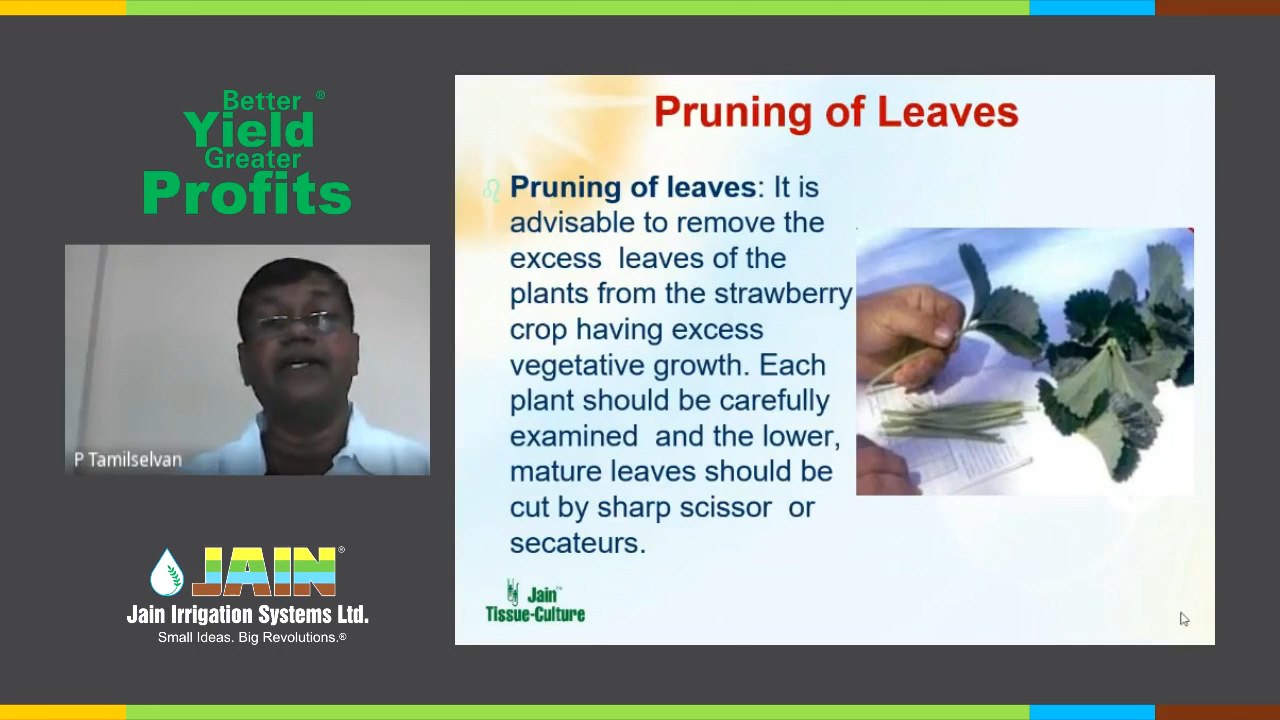 Better ®
Yield
Greater
Profits
P Tamilselvan
JAIN®
Jain Irrigation Systems Ltd.
Small Ideas. Big Revolutions.®
Pruning of Leaves
Pruning of leaves: It is
advisable to remove the
excess leaves of the
plants from the strawberry
crop having excess
vegetative growth. Each
plant should be carefully
examined and the lower,
mature leaves should be
cut by sharp scissor or
secateurs.
Jain™
Tissue-Culture